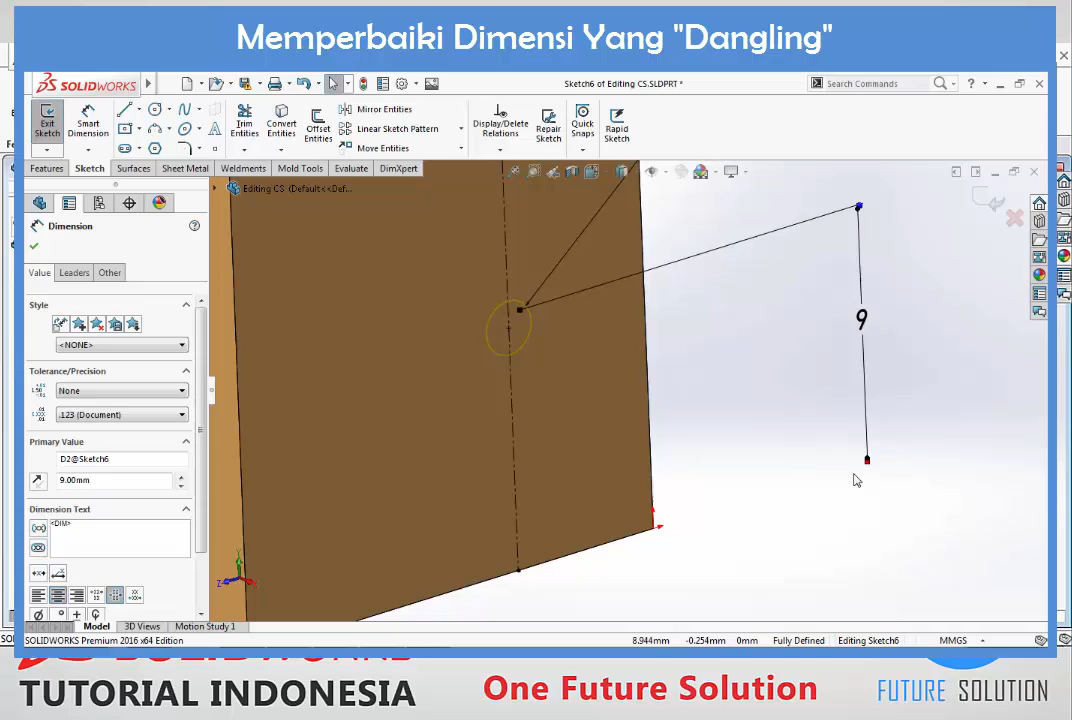 Memperbaiki Dimensi Yang "Dangling"
SOLIDWORKS
Sketch6 of Editing CS.SLDPRT *
Search Commands
Exit Sketch
Smart Dimension
Trim Entities
Convert Entities
Offset Entities
Mirror Entities
Linear Sketch Pattern
Move Entities
Display/Delete Relations
Repair Sketch
Quick Snaps
Rapid Sketch
Features Sketch Surfaces Sheet Metal Weldments Mold Tools Evaluate DimXpert
Editing CS (Default<<Def...
Dimension
Value Leaders Other
Style
<NONE>
Tolerance/Precision
None
.123 (Document)
Primary Value
D2@Sketch6
9.00mm
Dimension Text
<DIM>
9
Z
Model 3D Views Motion Study 1
SOLIDWORKS Premium 2016 x64 Edition
8.944mm -0.254mm 0mm Fully Defined Editing Sketch6 MMGS
TUTORIAL INDONESIA
One Future Solution
FUTURE SOLUTION